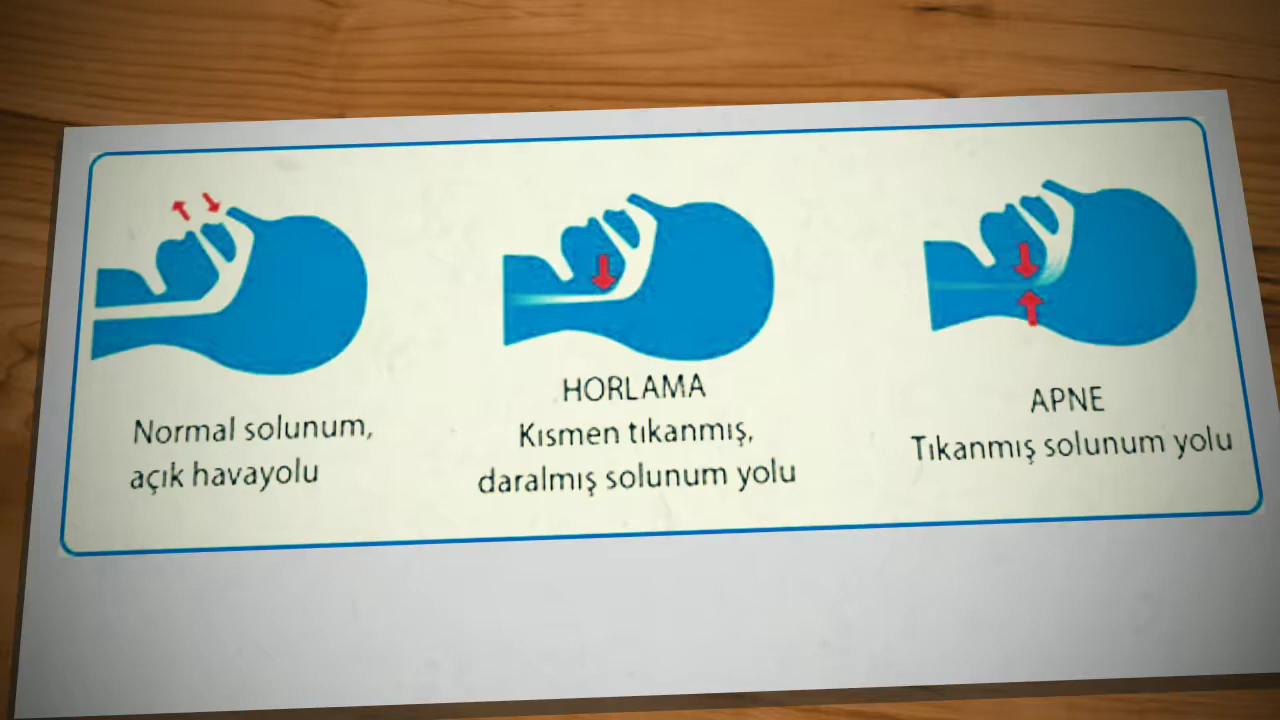 Normal solunum,
açık havayolu
HORLAMA
Kısmen tıkanmış,
daralmış solunum yolu
APNE
Tıkanmış solunum yolu